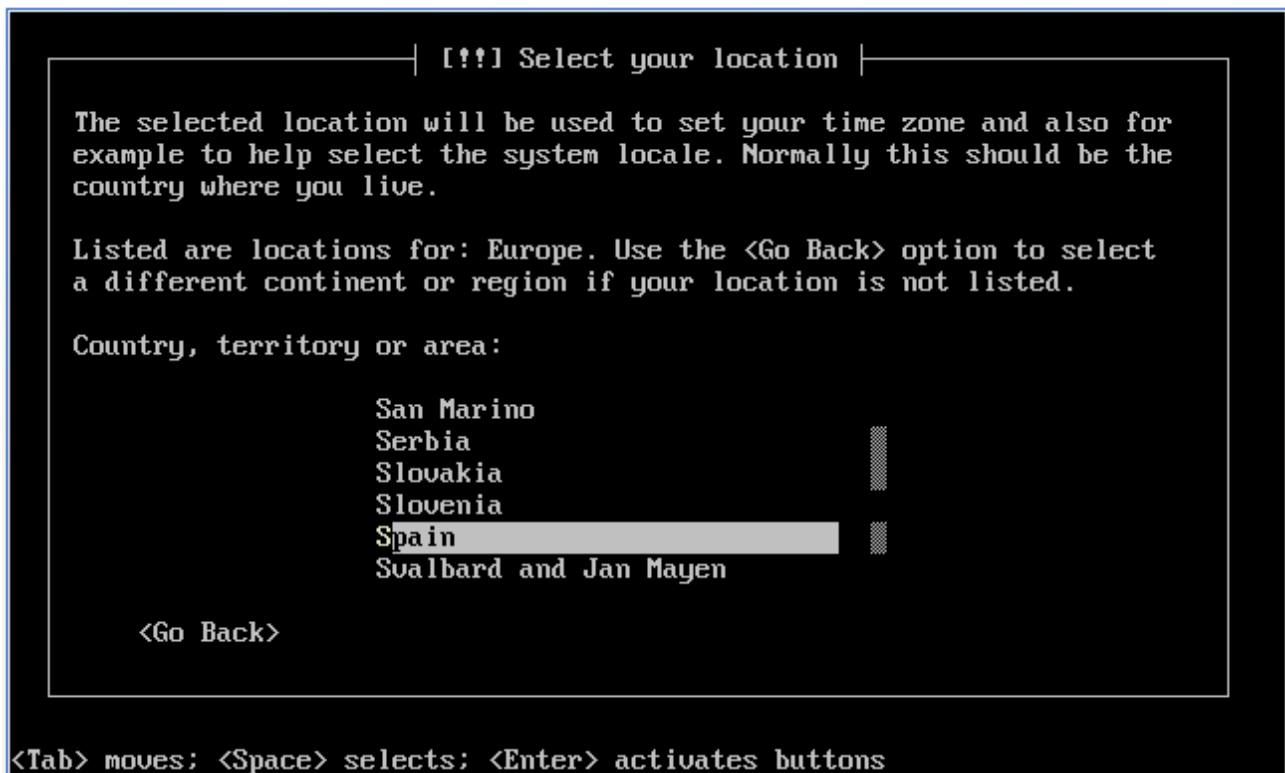 [!!] Select your location
The selected location will be used to set your time zone and also for
example to help select the system locale. Normally this should be the
country where you live.
Listed are locations for: Europe. Use the <Go Back> option to select
a different continent or region if your location is not listed.
Country, territory or area:
San Marino
Serbia
Slovakia
Slovenia
Spain
Svalbard and Jan Mayen
<Go Back>
<Tab> moves; <Space> selects; <Enter> activates buttons